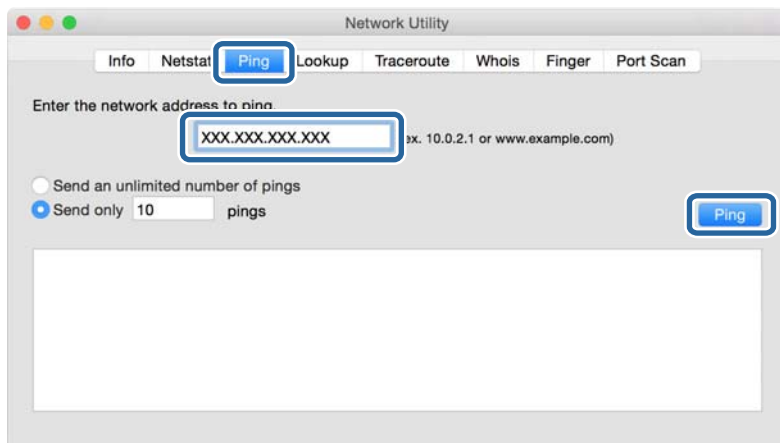 Network Utility
Info Netstat Ping Lookup Traceroute Whois Finger Port Scan
Enter the network address to ping.
XXX.XXX.XXX.XXX ex. 10.0.2.1 or www.example.com)
Send an unlimited number of pings
Send only 10 pings
Ping